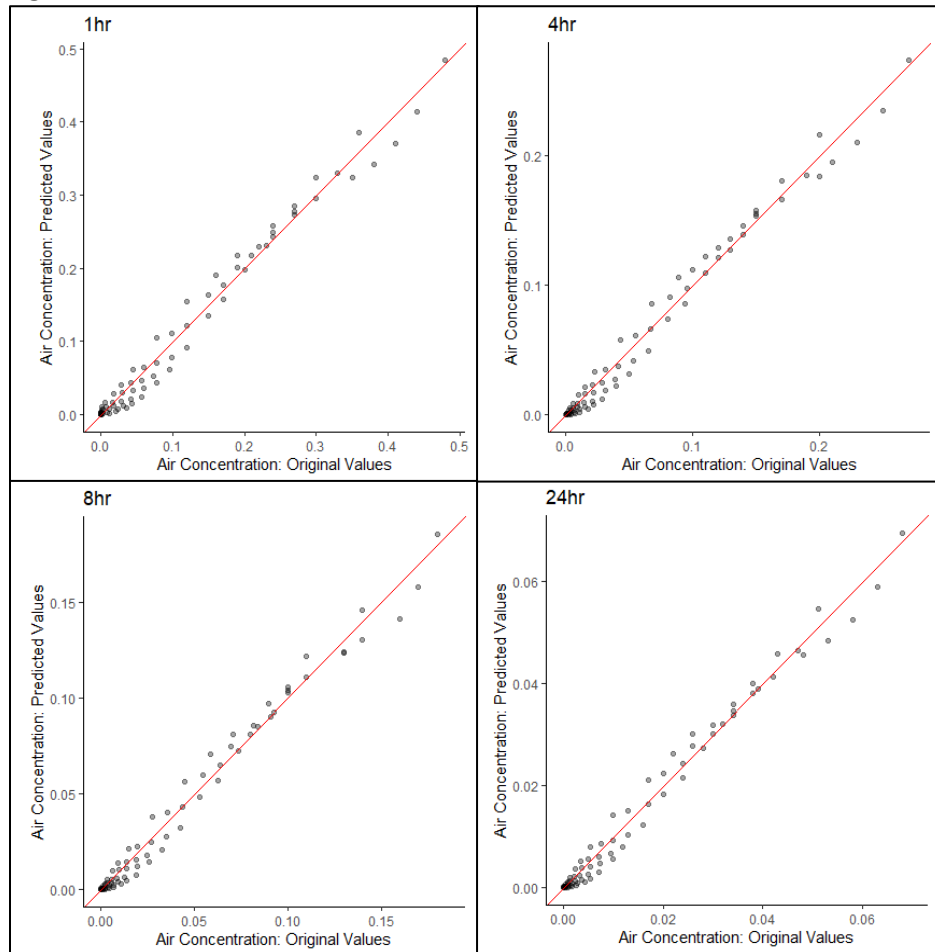 1hr
Air Concentration: Predicted Values
0.5
0.4
0.3
0.2
0.1
0.0
0.0 0.1 0.2 0.3 0.4 0.5
Air Concentration: Original Values
4hr
Air Concentration: Predicted Values
0.2
0.1
0.0
0.0 0.1 0.2
Air Concentration: Original Values
8hr
Air Concentration: Predicted Values
0.15
0.10
0.05
0.00
0.00 0.05 0.10 0.15
Air Concentration: Original Values
24hr
Air Concentration: Predicted Values
0.06
0.04
0.02
0.00
0.00 0.02 0.04 0.06
Air Concentration: Original Values